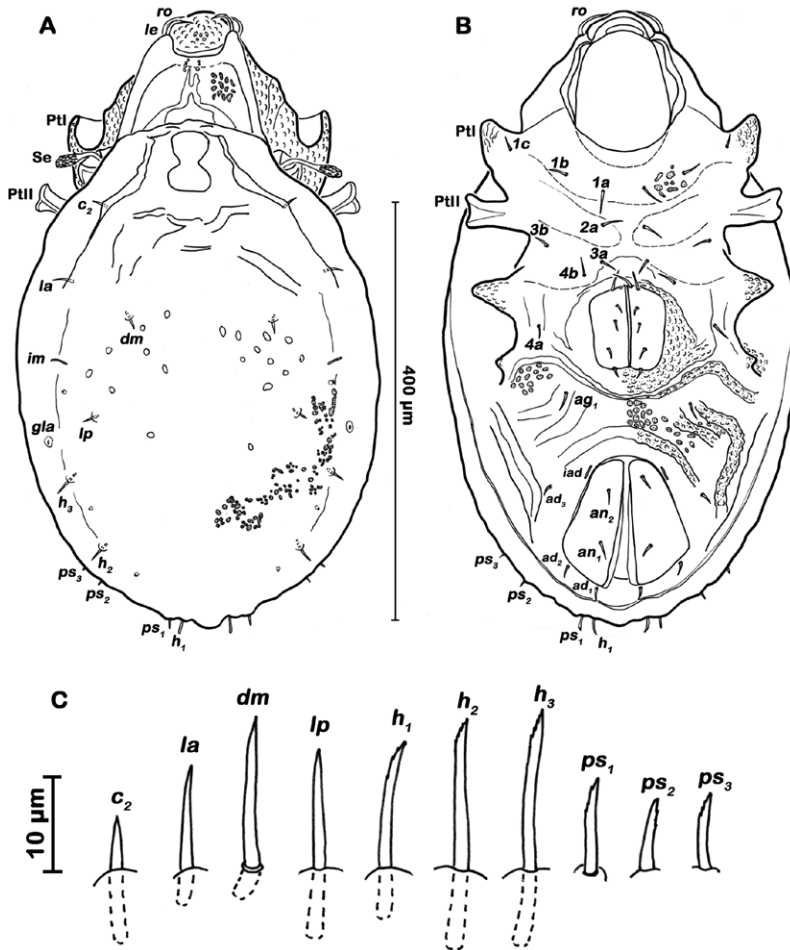 A
ro
le
PtI
Se
PtII
c2
la
dm
im
gla
lp
h3
h2
ps3
ps2
ps1 h1
400 µm
B
ro
PtI
1c
1b
1a
PtII
2a
3b
3a
4b
4a
ag1
iad
ad3
an2
an1
ps3
ad2
ps2
ad1
ps1 h1
C
10 µm
c2 la dm lp h1 h2 h3 ps1 ps2 ps3